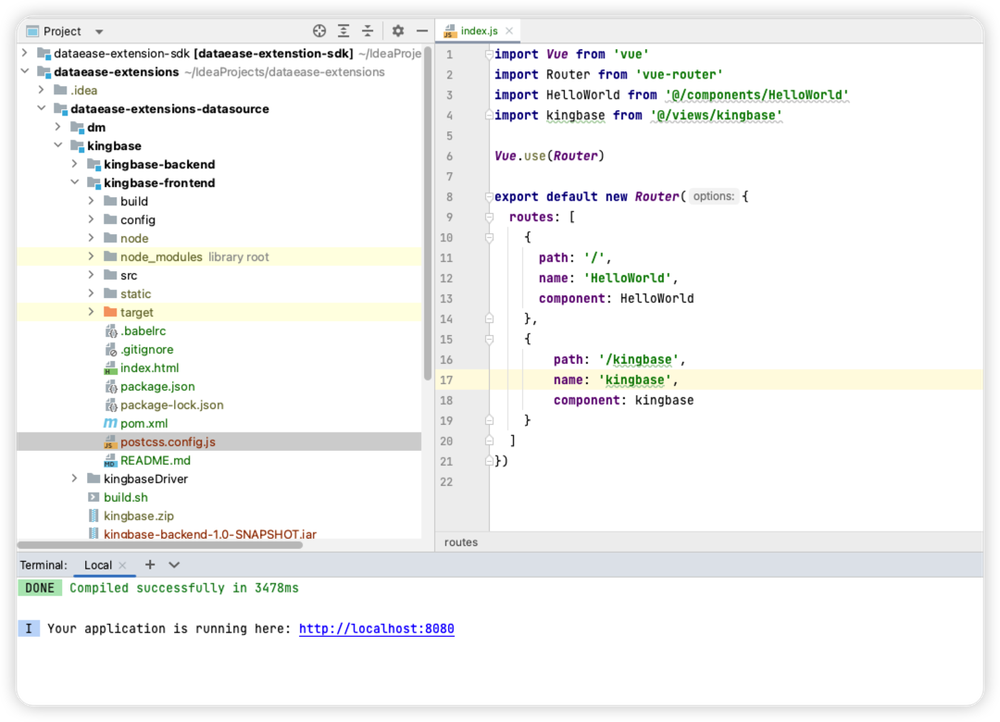 Project
dataease-extension-sdk [dataease-extenstion-sdk] ~/IdeaProje
dataease-extensions ~/IdeaProjects/dataease-extensions
.idea
dataease-extensions-datasource
dm
kingbase
kingbase-backend
kingbase-frontend
build
config
node
node_modules library root
src
static
target
.babelrc
.gitignore
index.html
package.json
package-lock.json
pom.xml
postcss.config.js
README.md
kingbaseDriver
build.sh
kingbase.zip
kingbase-backend-1.0-SNAPSHOT.jar
index.js
1 import Vue from 'vue'
2 import Router from 'vue-router'
3 import HelloWorld from '@/components/HelloWorld'
4 import kingbase from '@/views/kingbase'
5
6 Vue.use(Router)
7
8 export default new Router( options: {
9 routes: [
10 {
11 path: '/',
12 name: 'HelloWorld',
13 component: HelloWorld
14 },
15 {
16 path: '/kingbase',
17 name: 'kingbase',
18 component: kingbase
19 }
20 ]
21 })
22
routes
Terminal: Local
DONE Compiled successfully in 3478ms
I Your application is running here: http://localhost:8080